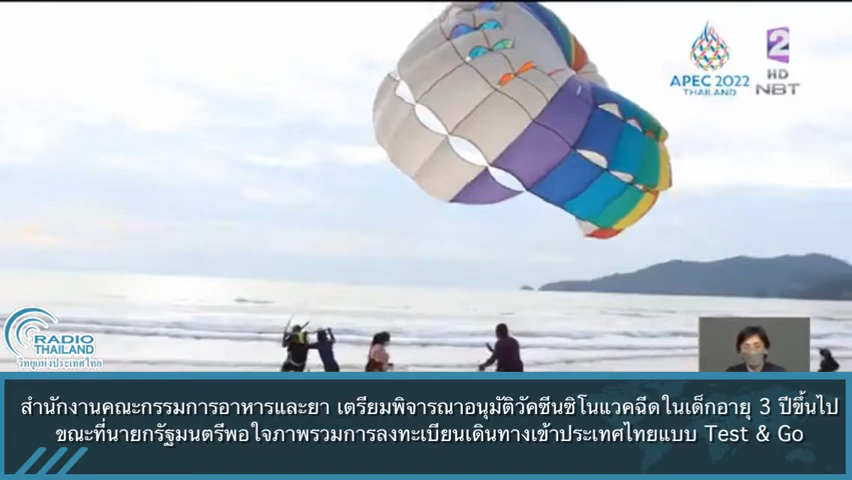 APEC 2022
THAILAND
2
HD
NBT
RADIO
THAILAND
วิทยุแห่งประเทศไทย
สำนักงานคณะกรรมการอาหารและยา เตรียมพิจารณาอนุมัติวัคซีนซิโนแวคฉีดในเด็กอายุ 3 ปีขึ้นไป
ขณะที่นายกรัฐมนตรีพอใจภาพรวมการลงทะเบียนเดินทางเข้าประเทศไทยแบบ Test & Go